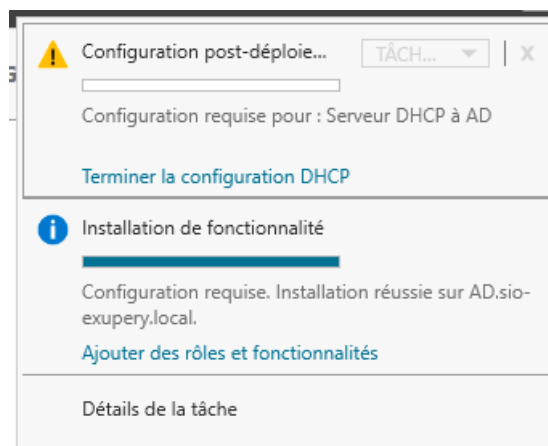 Configuration post-déploie...
TÂCH...
X
Configuration requise pour : Serveur DHCP à AD
Terminer la configuration DHCP
Installation de fonctionnalité
Configuration requise. Installation réussie sur AD.sio-
exupery.local.
Ajouter des rôles et fonctionnalités
Détails de la tâche